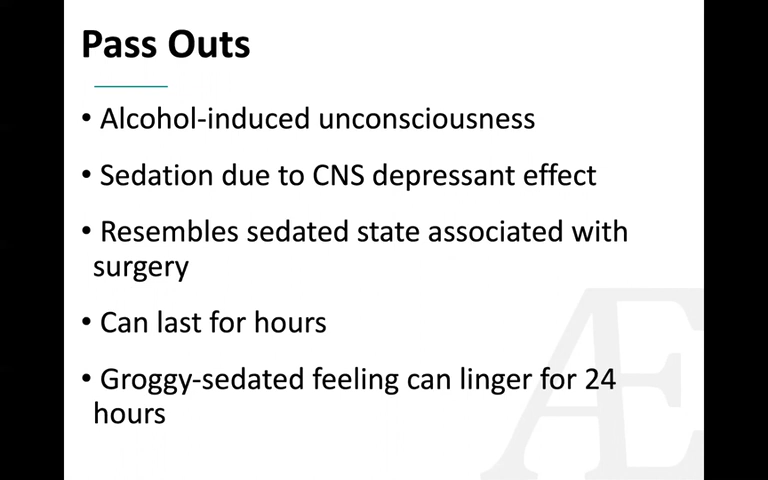 Pass Outs
• Alcohol-induced unconsciousness
• Sedation due to CNS depressant effect
• Resembles sedated state associated with
surgery
• Can last for hours
• Groggy-sedated feeling can linger for 24
hours
Æ